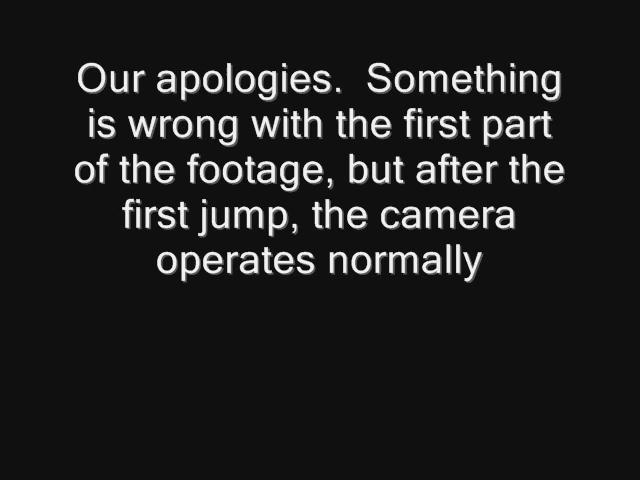 Our apologies.  Something
is wrong with the first part
of the footage, but after the
first jump, the camera
operates normally